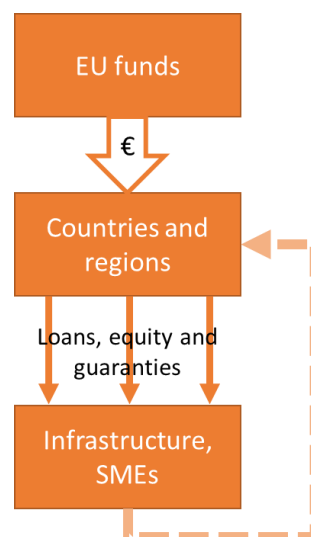 EU funds
€
Countries and
regions
Loans, equity and
guaranties
Infrastructure,
SMEs